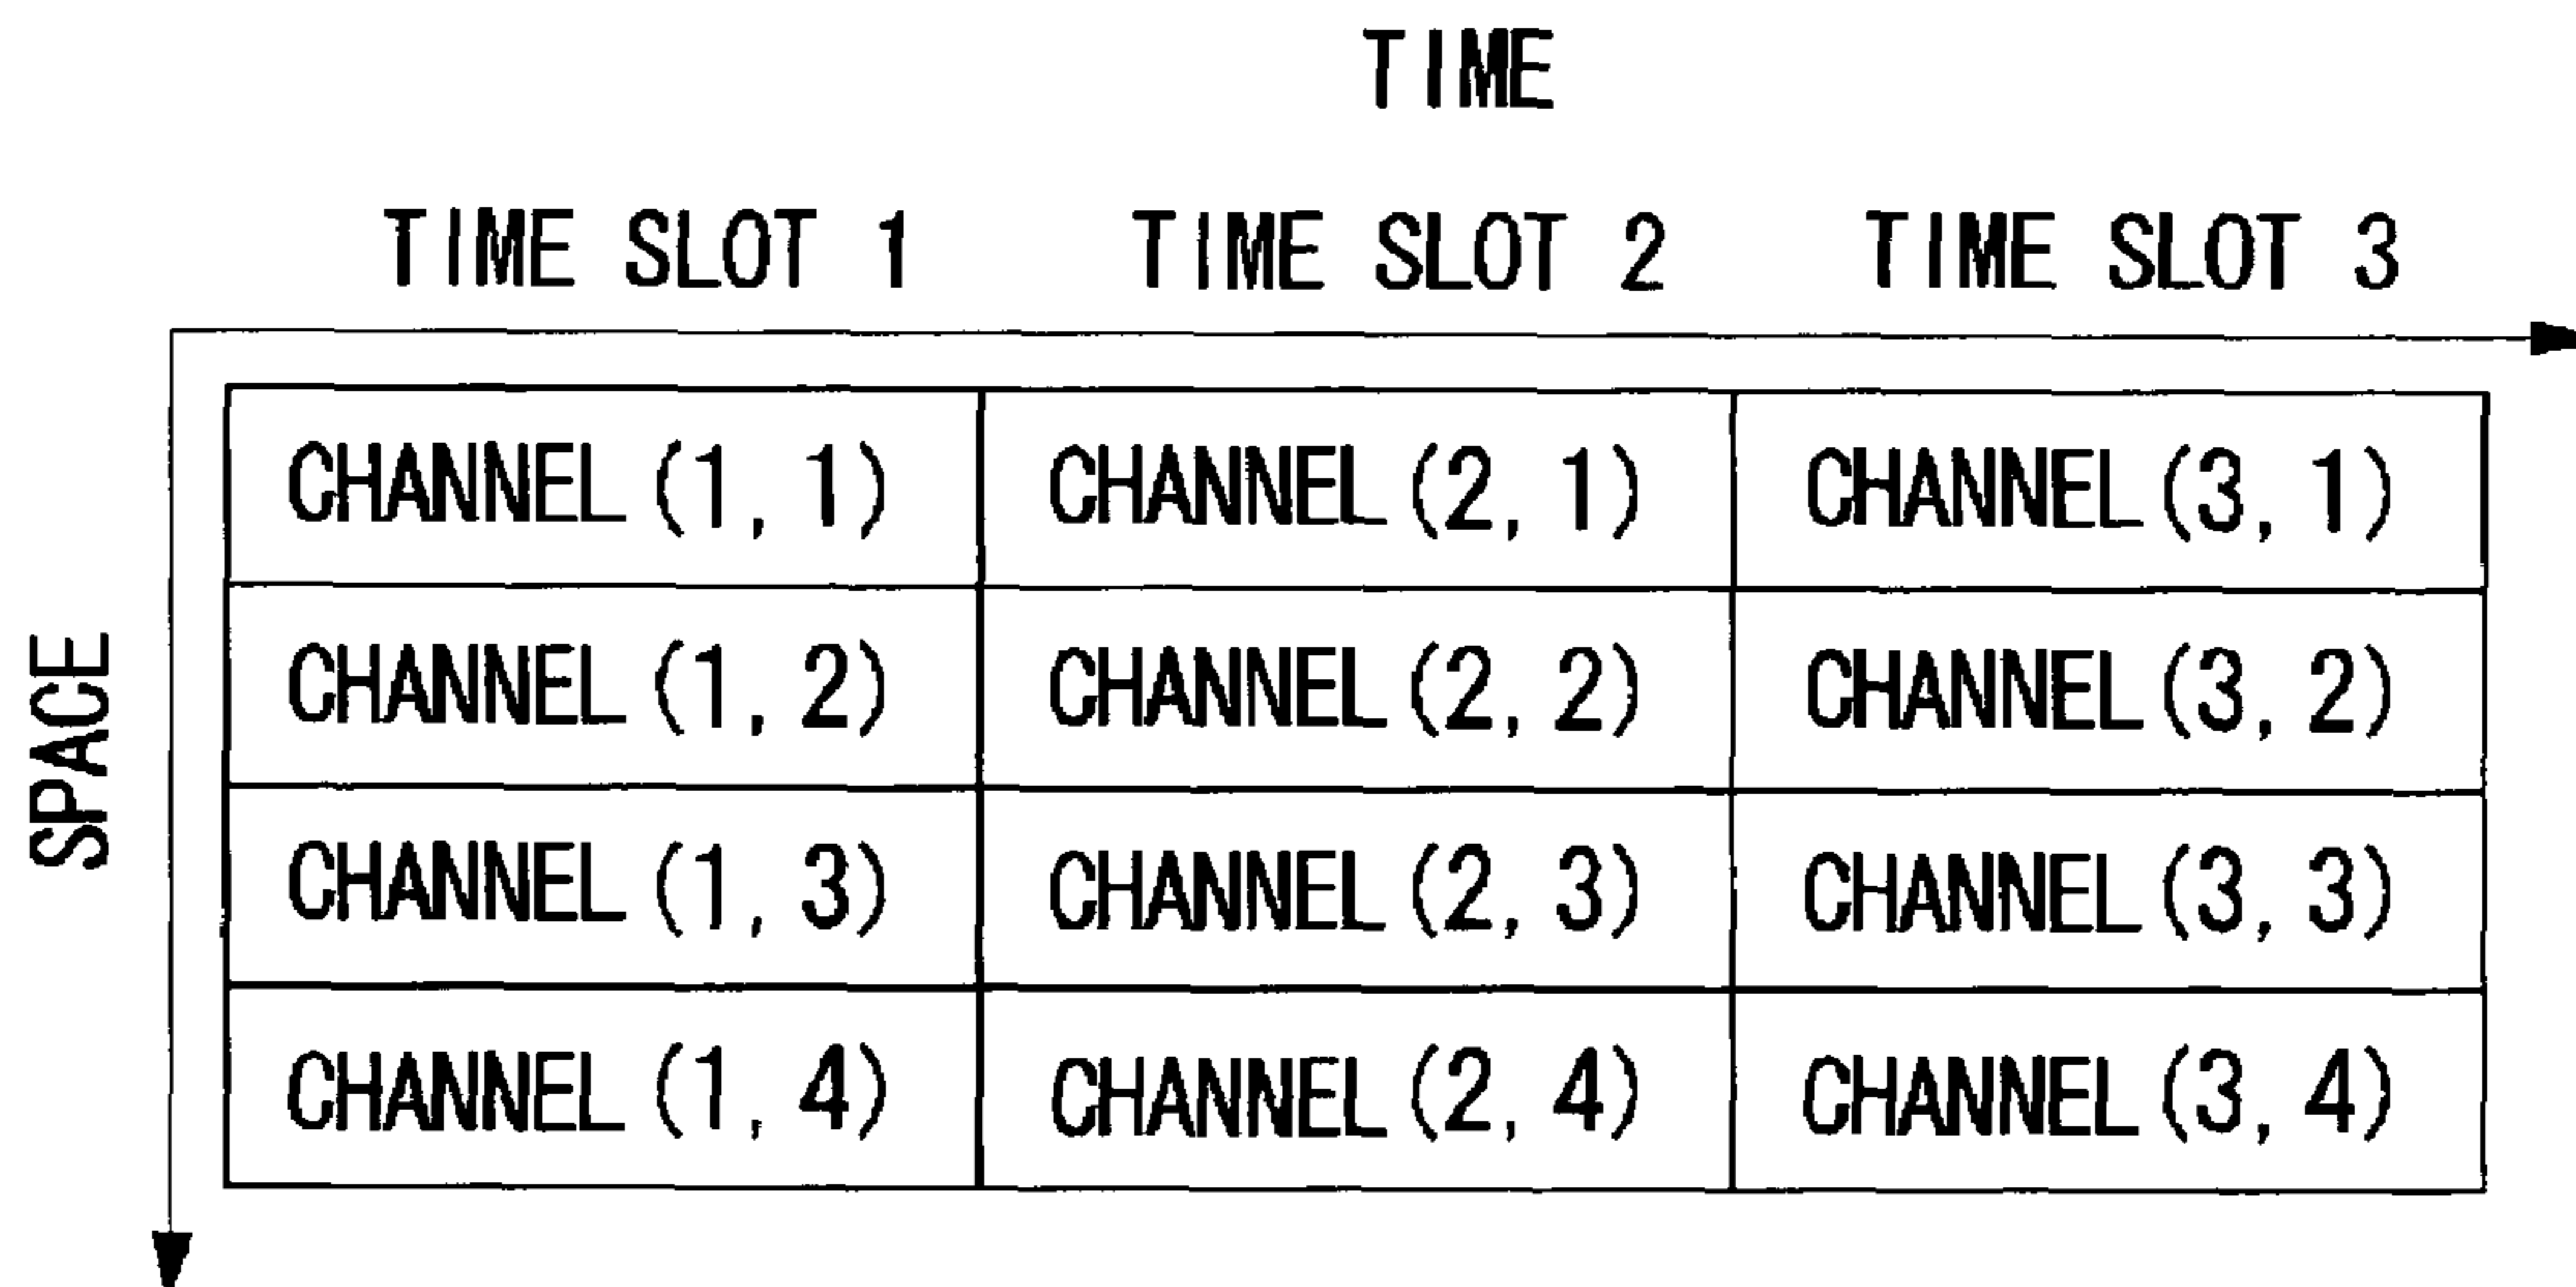 TIME
TIME SLOT 1 TIME SLOT 2 TIME SLOT 3
SPACE
CHANNEL(1, 1) CHANNEL(2, 1) CHANNEL(3, 1)
CHANNEL(1, 2) CHANNEL(2, 2) CHANNEL(3, 2)
CHANNEL(1, 3) CHANNEL(2, 3) CHANNEL(3, 3)
CHANNEL(1, 4) CHANNEL(2, 4) CHANNEL(3, 4)